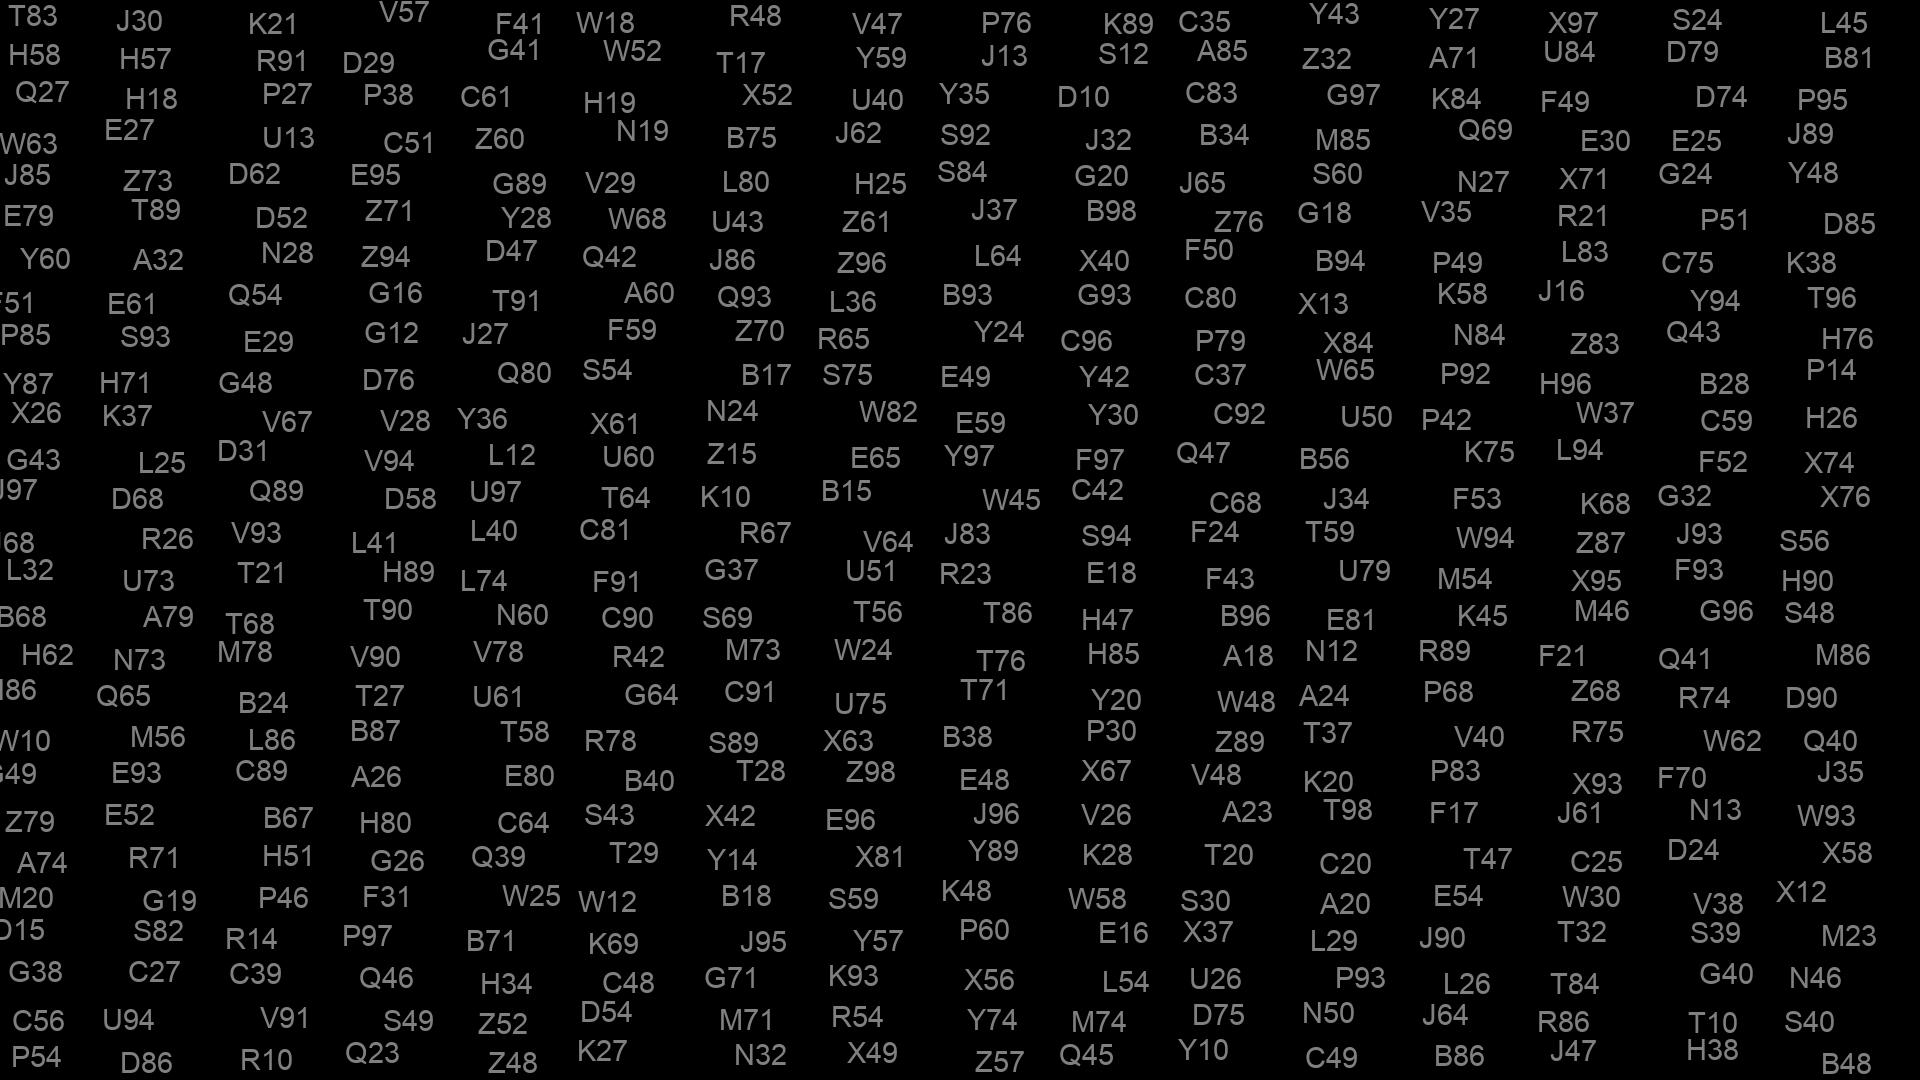 T83 J30 K21 V57 F41 W18 R48 V47 P76 K89 C35 Y43 Y27 X97 S24 L45
H58 H57 R91 D29 G41 W52 T17 Y59 J13 S12 A85 Z32 A71 U84 D79 B81
Q27 H18 P27 P38 C61 H19 X52 U40 Y35 D10 C83 G97 K84 F49 D74 P95
W63 E27 U13 C51 Z60 N19 B75 J62 S92 J32 B34 M85 Q69 E30 E25 J89
J85 Z73 D62 E95 G89 V29 L80 H25 S84 G20 J65 S60 N27 X71 G24 Y48
E79 T89 D52 Z71 Y28 W68 U43 Z61 J37 B98 Z76 G18 V35 R21 P51 D85
Y60 A32 N28 Z94 D47 Q42 J86 Z96 L64 X40 F50 B94 P49 L83 C75 K38
E61 Q54 G16 T91 A60 Q93 L36 B93 G93 C80 X13 K58 J16 Y94 T96
P85 S93 E29 G12 J27 F59 Z70 R65 Y24 C96 P79 X84 N84 Z83 Q43 H76
Y87 H71 G48 D76 Q80 S54 B17 S75 E49 Y42 C37 W65 P92 H96 B28 P14
X26 K37 V67 V28 Y36 X61 N24 W82 E59 Y30 C92 U50 P42 W37 C59 H26
G43 L25 D31 V94 L12 U60 Z15 E65 Y97 F97 Q47 B56 K75 L94 F52 X74
D68 Q89 D58 U97 T64 K10 B15 W45 C42 C68 J34 F53 K68 G32 X76
R26 V93 L41 L40 C81 R67 V64 J83 S94 F24 T59 W94 Z87 J93 S56
L32 U73 T21 H89 L74 F91 G37 U51 R23 E18 F43 U79 M54 X95 F93 H90
B68 A79 T68 T90 N60 C90 S69 T56 T86 H47 B96 E81 K45 M46 G96 S48
H62 N73 M78 V90 V78 R42 M73 W24 T76 H85 A18 N12 R89 F21 Q41 M86
Q65 B24 T27 U61 G64 C91 U75 T71 Y20 W48 A24 P68 Z68 R74 D90
W10 M56 L86 B87 T58 R78 S89 X63 B38 P30 Z89 T37 V40 R75 W62 Q40
E93 C89 A26 E80 B40 T28 Z98 E48 X67 V48 K20 P83 X93 F70 J35
Z79 E52 B67 H80 C64 S43 X42 E96 J96 V26 A23 T98 F17 J61 N13 W93
A74 R71 H51 G26 Q39 T29 Y14 X81 Y89 K28 T20 C20 T47 C25 D24 X58
M20 G19 P46 F31 W25 W12 B18 S59 K48 W58 S30 A20 E54 W30 V38 X12
D15 S82 R14 P97 B71 K69 J95 Y57 P60 E16 X37 L29 J90 T32 S39 M23
G38 C27 C39 Q46 H34 C48 G71 K93 X56 L54 U26 P93 L26 T84 G40 N46
C56 U94 V91 S49 Z52 D54 M71 R54 Y74 M74 D75 N50 J64 R86 T10 S40
P54 D86 R10 Q23 Z48 K27 N32 X49 Z57 Q45 Y10 C49 B86 J47 H38 B48